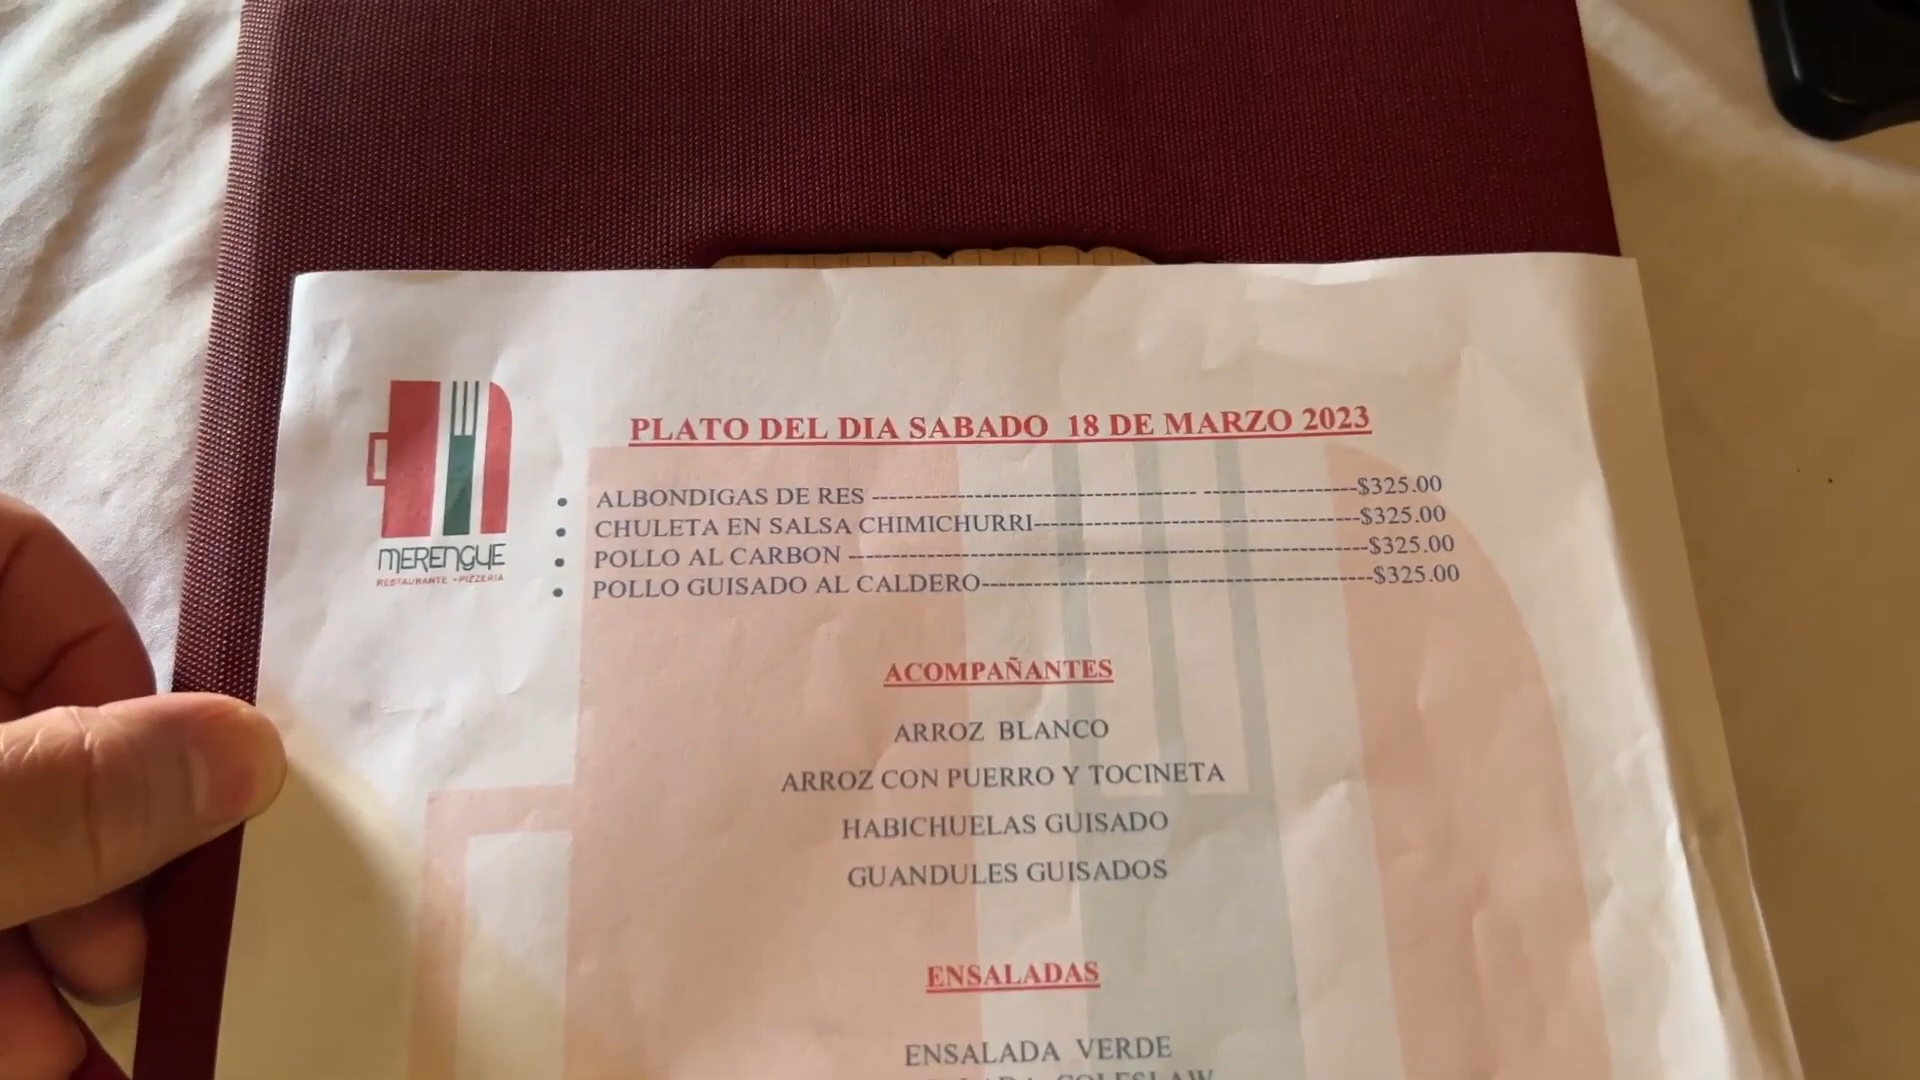 PLATO DEL DIA SABADO 18 DE MARZO 2023
MERENGUE
RESTAURANTE - PIZZERIA
ALBONDIGAS DE RES -------------------------------------- ------------------$325.00
CHULETA EN SALSA CHIMICHURRI--------------------------------------$325.00
POLLO AL CARBON -------------------------------------------------------------$325.00
POLLO GUISADO AL CALDERO----------------------------------------------$325.00
ACOMPAÑANTES
ARROZ BLANCO
ARROZ CON PUERRO Y TOCINETA
HABICHUELAS GUISADO
GUANDULES GUISADOS
ENSALADAS
ENSALADA VERDE
COLESLAW